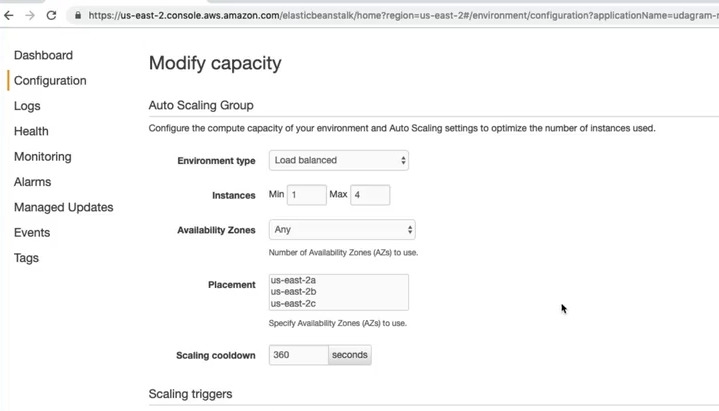 https://us-east-2.console.aws.amazon.com/elasticbeanstalk/home?region=us-east-2#/environment/configuration?applicationName=udagram-r
Dashboard
Configuration
Logs
Health
Monitoring
Alarms
Managed Updates
Events
Tags
Modify capacity
Auto Scaling Group
Configure the compute capacity of your environment and Auto Scaling settings to optimize the number of instances used.
Environment type Load balanced
Instances Min 1 Max 4
Availability Zones Any
Number of Availability Zones (AZs) to use.
Placement us-east-2a
us-east-2b
us-east-2c
Specify Availability Zones (AZs) to use.
Scaling cooldown 360 seconds
Scaling triggers